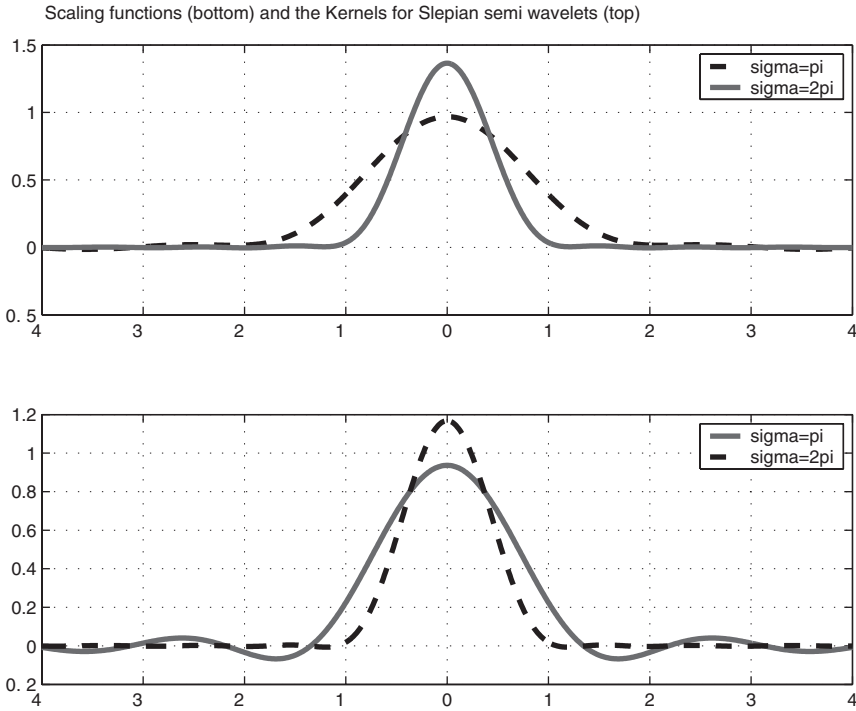 Scaling functions (bottom) and the Kernels for Slepian semi wavelets (top)
1.5
sigma=pi
sigma=2pi
1
0.5
0
0. 5
4 3 2 1 0 1 2 3 4
1.2
sigma=pi
sigma=2pi
1
0.8
0.6
0.4
0.2
0
0. 2
4 3 2 1 0 1 2 3 4